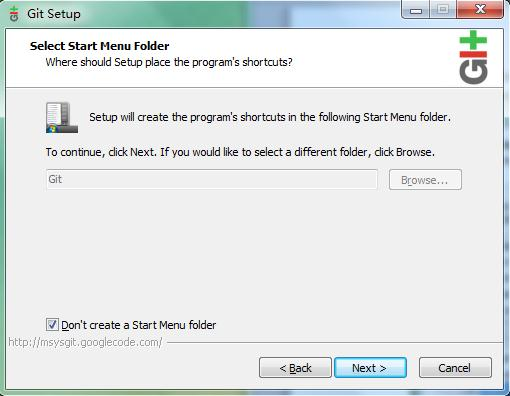 Git Setup
Select Start Menu Folder
Where should Setup place the program's shortcuts?
GIt
Setup will create the program's shortcuts in the following Start Menu folder.
To continue, click Next. If you would like to select a different folder, click Browse.
Git
Browse...
Don't create a Start Menu folder
http://msysgit.googlecode.com/
< Back
Next >
Cancel